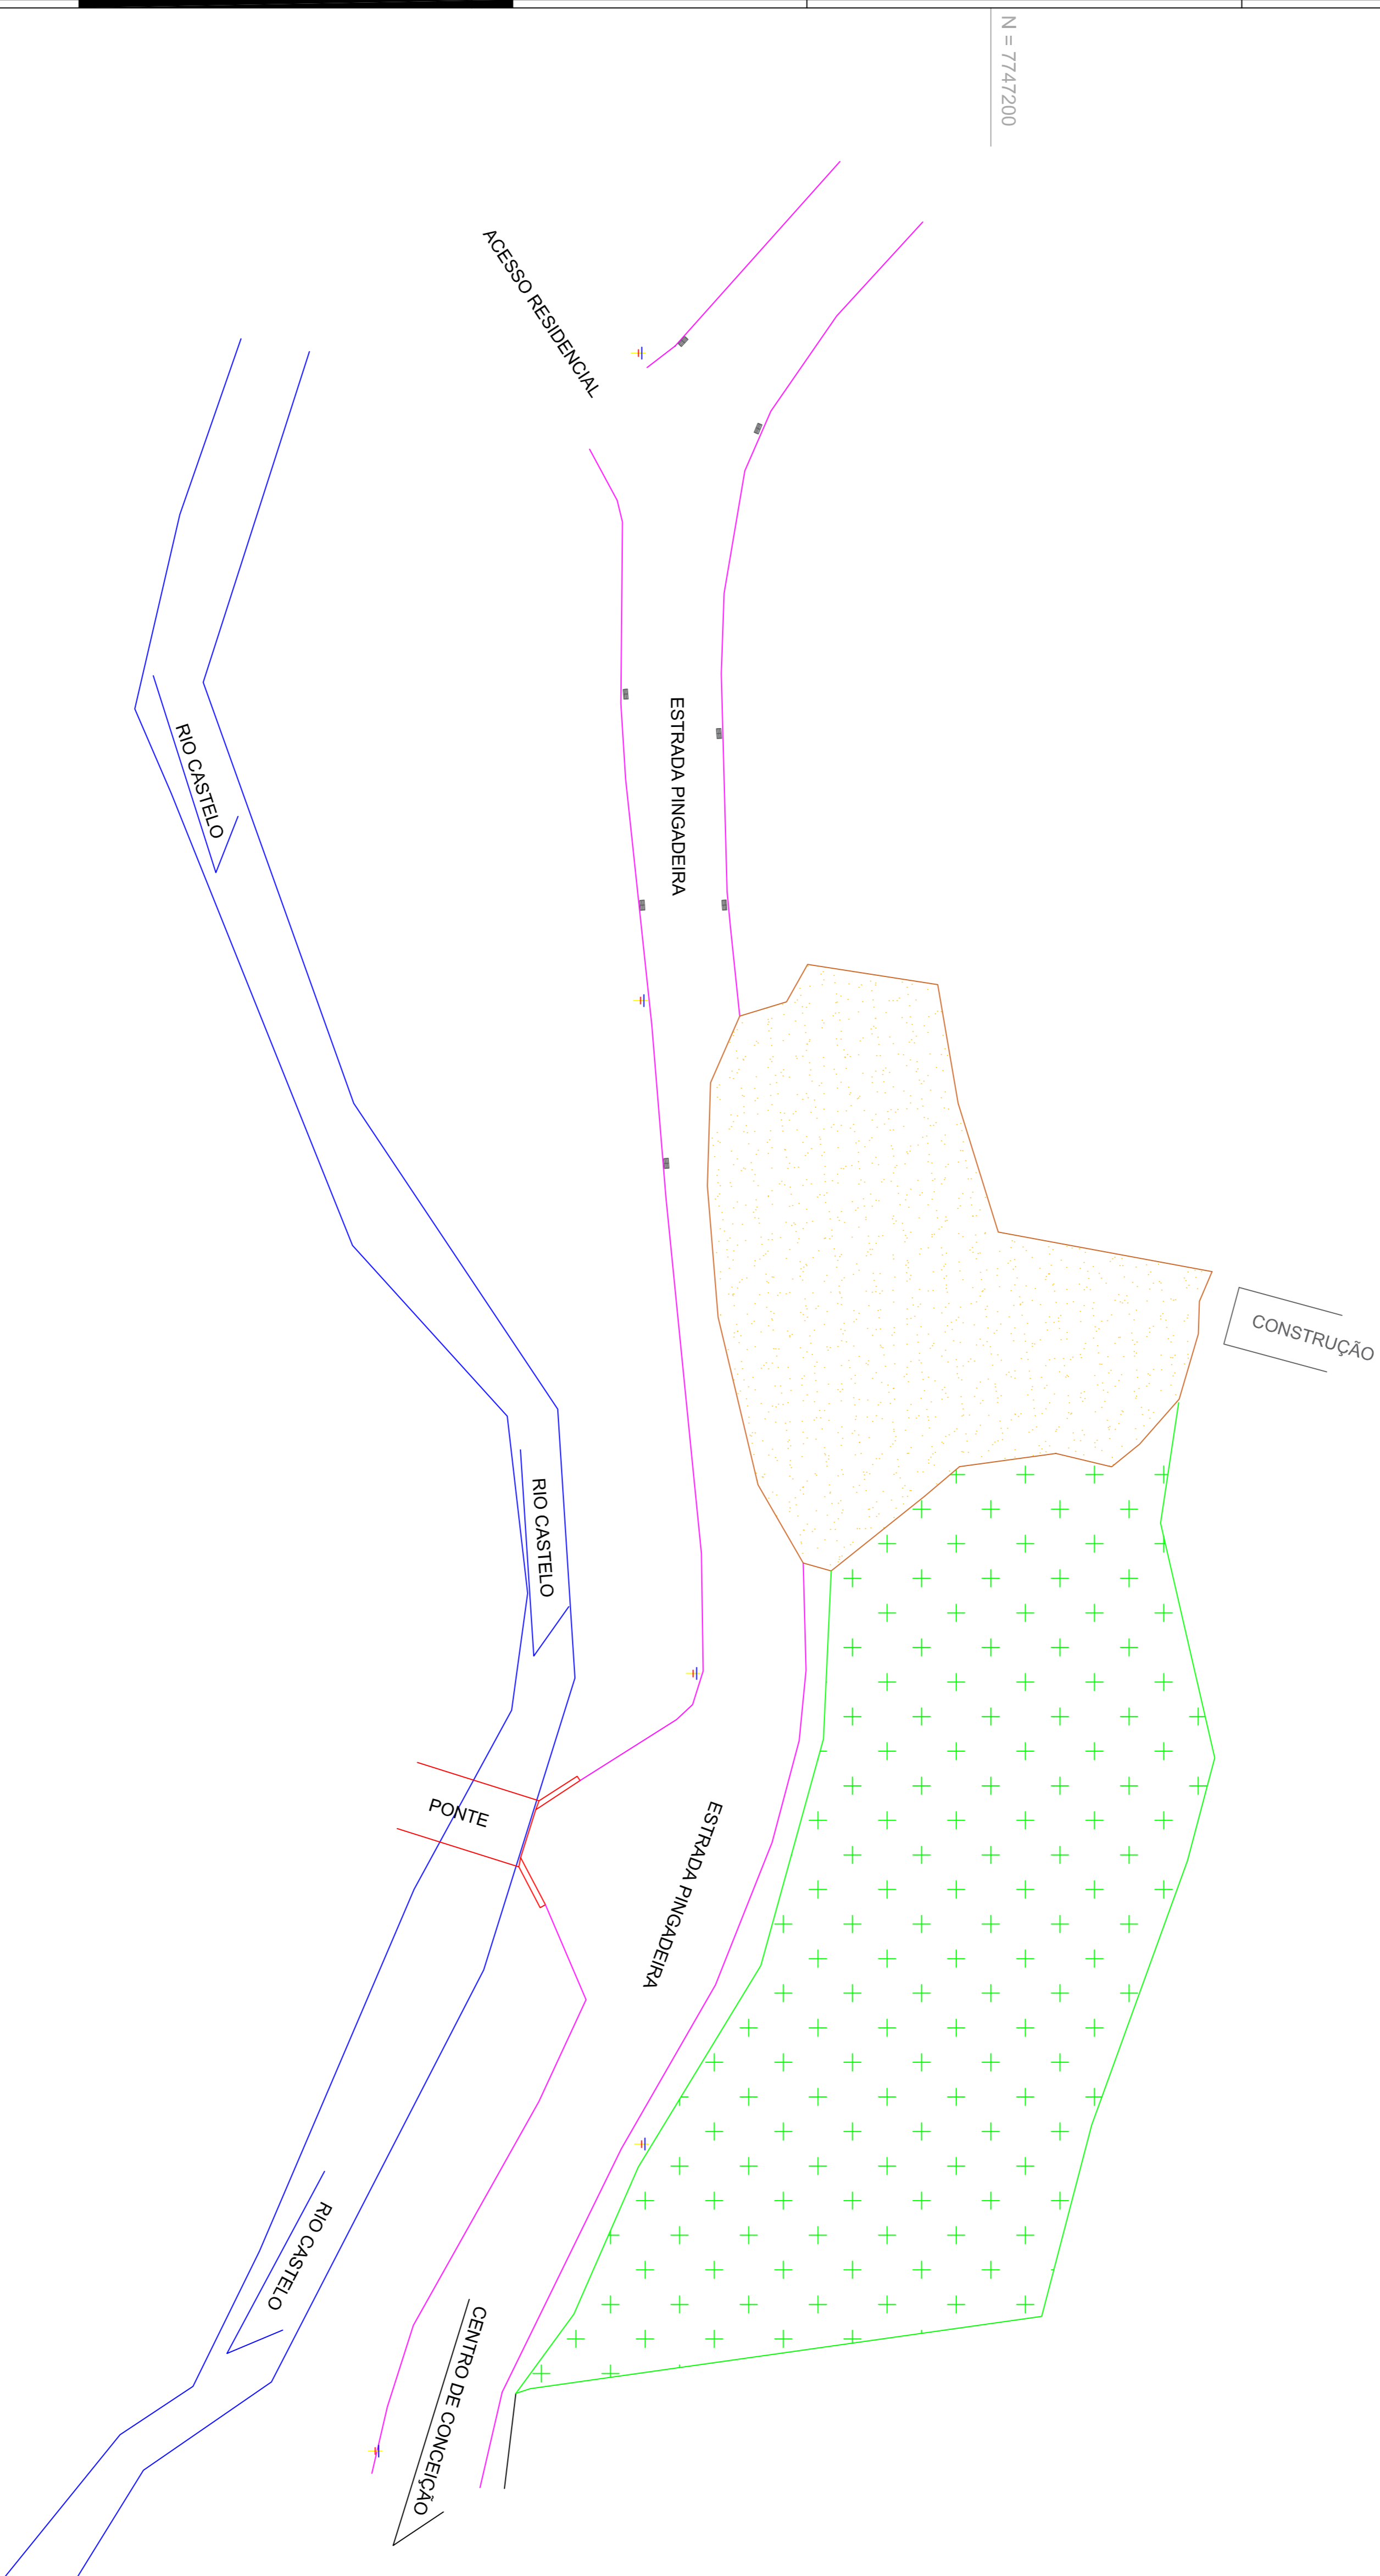 N = 7747200
ACESSO RESIDENCIAL
ESTRADA PINGADEIRA
RIO CASTELO
CONSTRUÇÃO
RIO CASTELO
PONTE
ESTRADA PINGADEIRA
RIO CASTELO
CENTRO DE CONCEIÇÃO